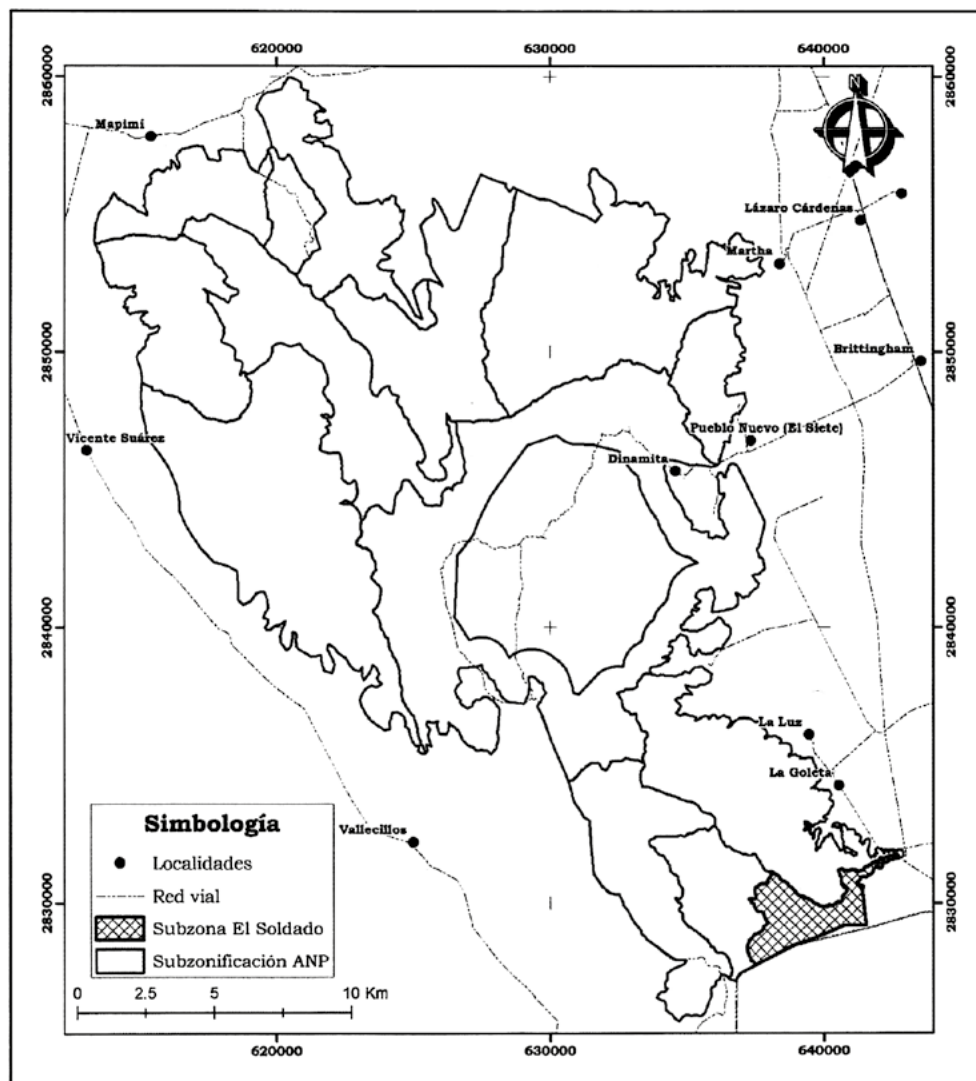 620000
630000
640000
2860000
2860000
N
Mapimí
Lázaro Cárdenas
Martha
2850000
2850000
Brittingham
Pueblo Nuevo (El Siete)
Vicente Suárez
Dinamita
2840000
2840000
La Luz
La Goleta
Simbología
Localidades
Red vial
Subzona El Soldado
Subzonificación ANP
Vallecillos
2830000
2830000
0 2.5 5 10 Km
620000
630000
640000